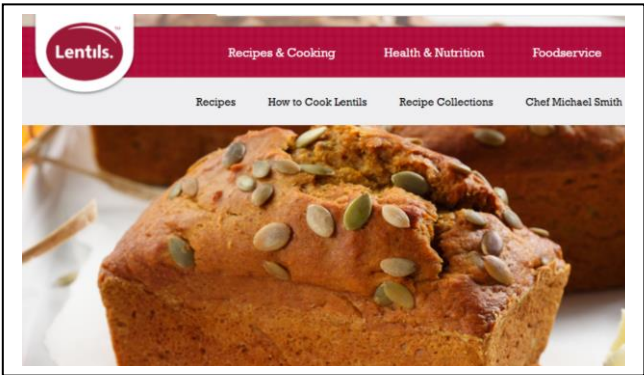 Lentils.
Recipes & Cooking Health & Nutrition Foodservice
Recipes How to Cook Lentils Recipe Collections Chef Michael Smith